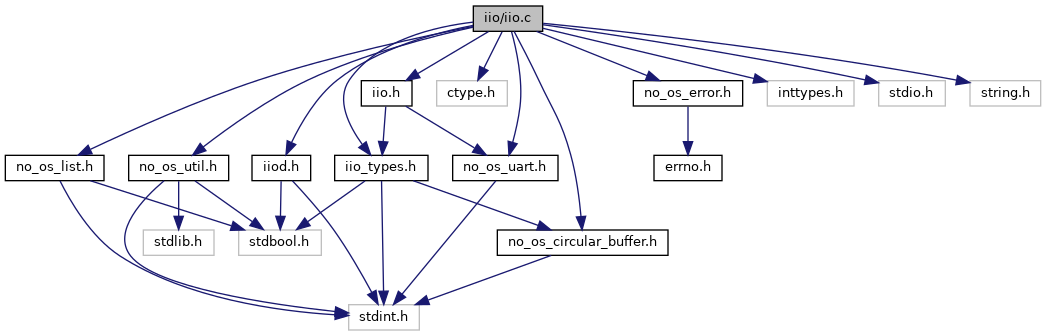 iio/iio.c
iio.h
ctype.h
no_os_error.h
inttypes.h
stdio.h
string.h
no_os_list.h
no_os_util.h
iiod.h
iio_types.h
no_os_uart.h
errno.h
stdlib.h
stdbool.h
no_os_circular_buffer.h
stdint.h